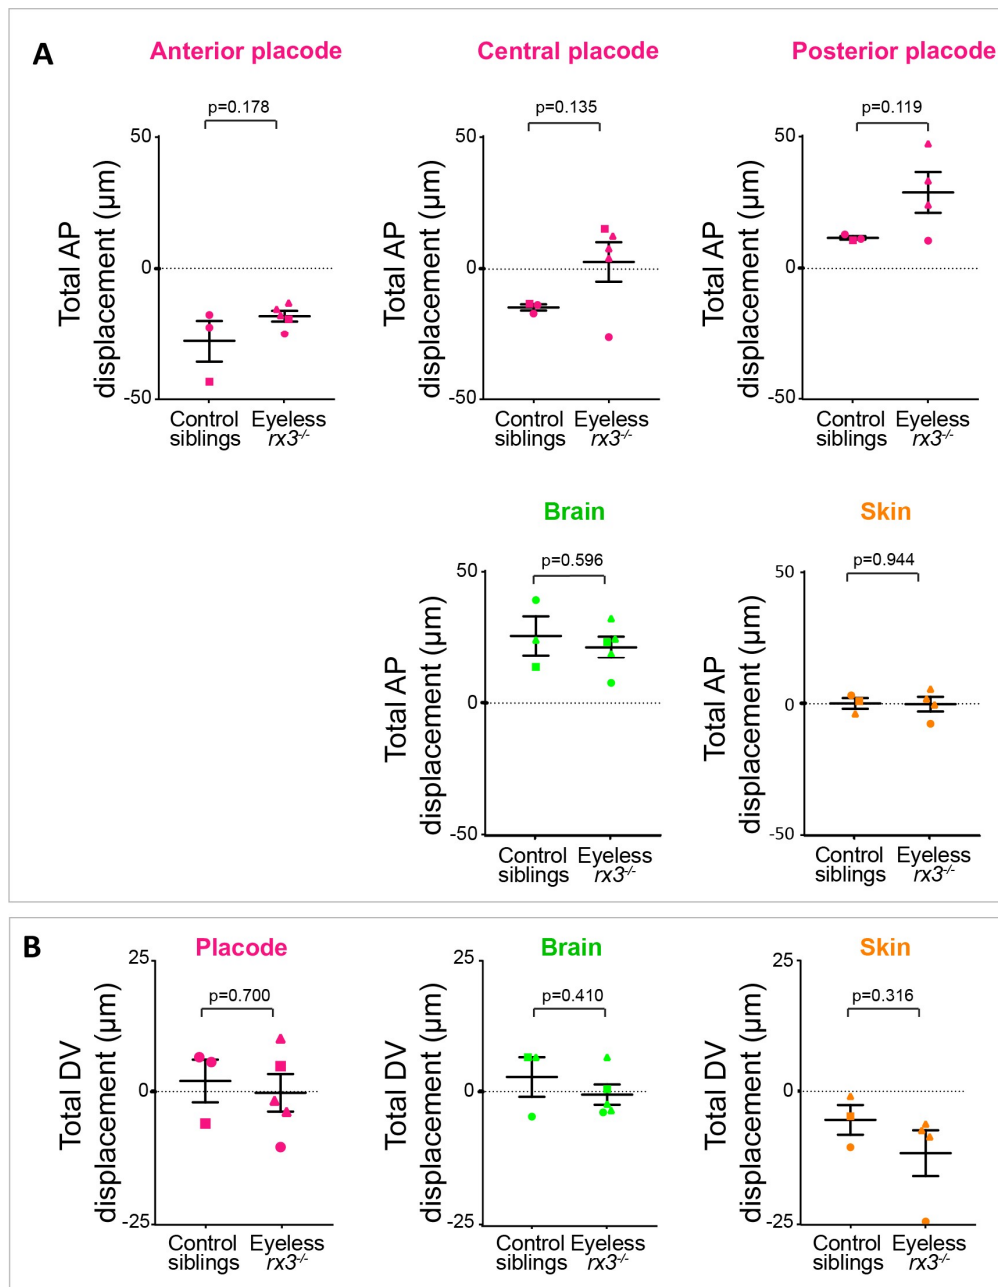 A
Anterior placode
Central placode
Posterior placode
p=0.178
p=0.135
p=0.119
50
50
50
Total AP
displacement (µm)
Total AP
displacement (µm)
Total AP
displacement (µm)
0
0
0
-50
-50
-50
Control
siblings
Eyeless
rx3-/-
Control
siblings
Eyeless
rx3-/-
Control
siblings
Eyeless
rx3-/-
Brain
Skin
p=0.596
p=0.944
50
50
Total AP
displacement (µm)
Total AP
displacement (µm)
0
0
-50
-50
Control
siblings
Eyeless
rx3-/-
Control
siblings
Eyeless
rx3-/-
B
Placode
Brain
Skin
25
25
25
p=0.700
p=0.410
p=0.316
Total DV
displacement (µm)
Total DV
displacement (µm)
Total DV
displacement (µm)
0
0
0
-25
-25
-25
Control
siblings
Eyeless
rx3-/-
Control
siblings
Eyeless
rx3-/-
Control
siblings
Eyeless
rx3-/-